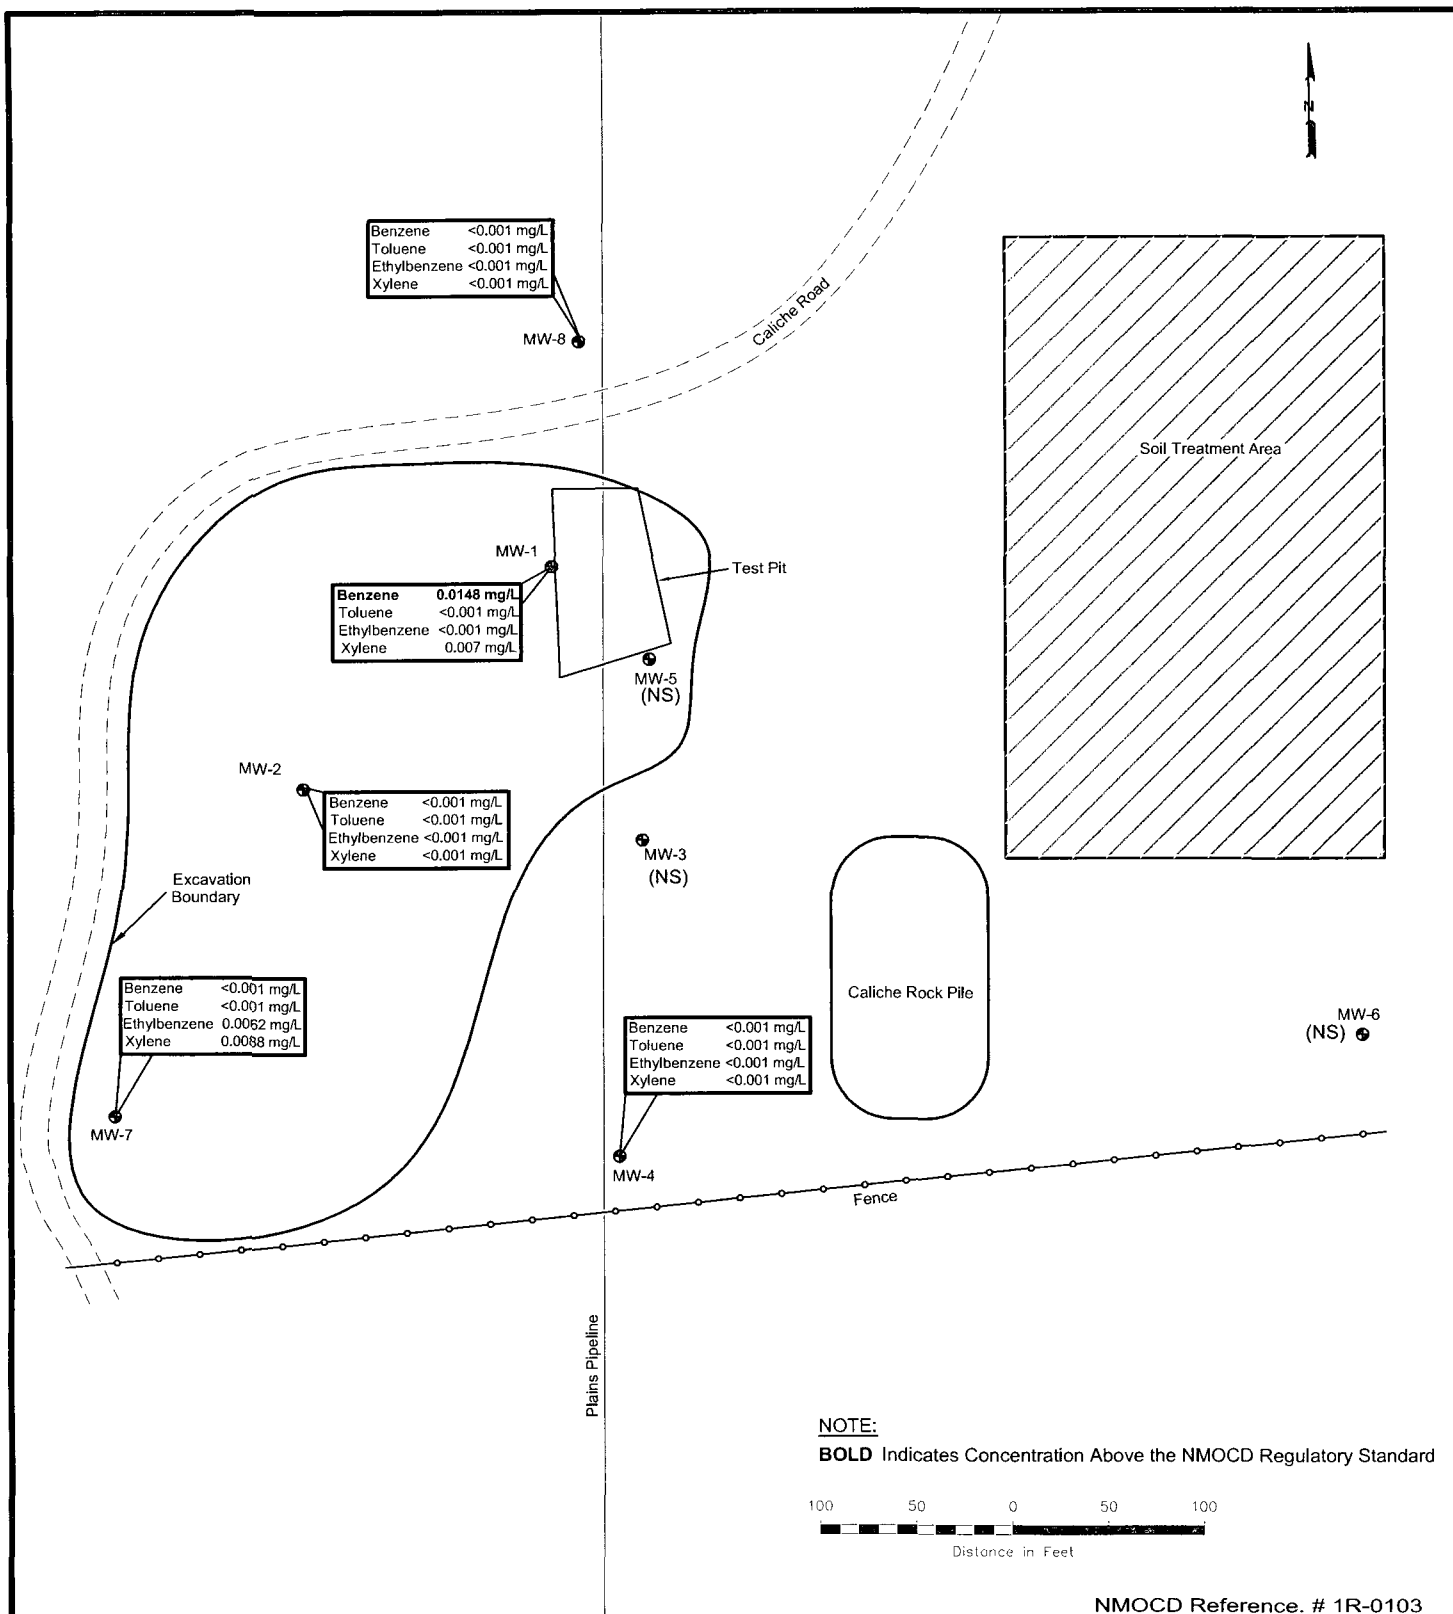 N
Benzene <0.001 mg/L
Toluene <0.001 mg/L
Ethylbenzene <0.001 mg/L
Xylene <0.001 mg/L
MW-8
Caliche Road
Soil Treatment Area
MW-1
Test Pit
Benzene 0.0148 mg/L
Toluene <0.001 mg/L
Ethylbenzene <0.001 mg/L
Xylene 0.007 mg/L
MW-5
(NS)
MW-2
Benzene <0.001 mg/L
Toluene <0.001 mg/L
Ethylbenzene <0.001 mg/L
Xylene <0.001 mg/L
MW-3
(NS)
Excavation
Boundary
Benzene <0.001 mg/L
Toluene <0.001 mg/L
Ethylbenzene 0.0062 mg/L
Xylene 0.0088 mg/L
MW-7
Caliche Rock Pile
Benzene <0.001 mg/L
Toluene <0.001 mg/L
Ethylbenzene <0.001 mg/L
Xylene <0.001 mg/L
MW-4
MW-6
(NS)
Fence
Plains Pipeline
NOTE:
BOLD Indicates Concentration Above the NMOCD Regulatory Standard
100 50 0 50 100
Distance in Feet
NMOCD Reference. # 1R-0103